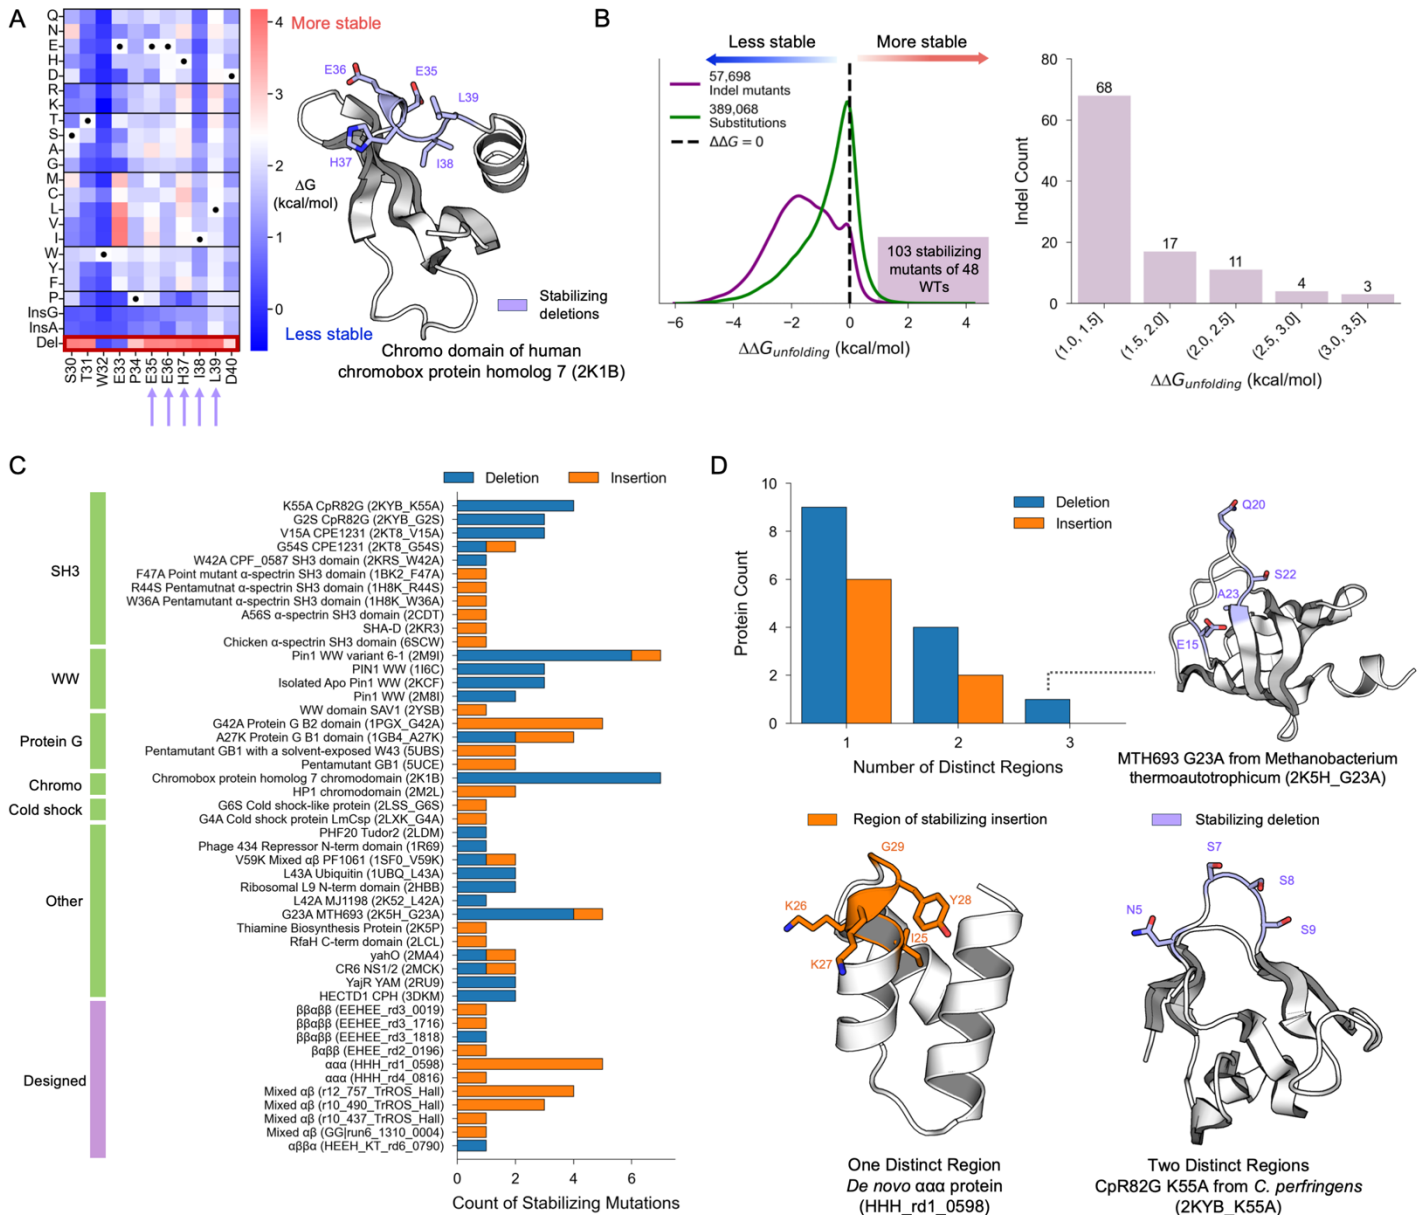 A
Q
N
E
H
D
R
K
T
S
A
G
M
C
L
V
I
W
Y
F
P
InsG
InsA
Del
S30
T31
W32
E33
P34
E35
E36
H37
I38
L39
D40
4
3
2
1
0
More stable
ΔG
(kcal/mol)
Less stable
E36
E35
L39
H37
I38
Stabilizing
deletions
Chromo domain of human
chromobox protein homolog 7 (2K1B)
B
Less stable
More stable
57,698
Indel mutants
389,068
Substitutions
ΔΔG = 0
103 stabilizing
mutants of 48
WTs
−6
−4
−2
0
2
4
ΔΔG unfolding (kcal/mol)
Indel Count
80
60
40
20
0
68
17
11
4
3
(1.0, 1.5]
(1.5, 2.0]
(2.0, 2.5]
(2.5, 3.0]
(3.0, 3.5]
ΔΔG unfolding (kcal/mol)
C
Deletion
Insertion
SH3
WW
Protein G
Chromo
Cold shock
Other
Designed
K55A CpR82G (2KYB_K55A)
G2S CpR82G (2KYB_G2S)
V15A CPE1231 (2KT8_V15A)
G54S CPE1231 (2KT8_G54S)
W42A CPF_0587 SH3 domain (2KRS_W42A)
F47A Point mutant α-spectrin SH3 domain (1BK2_F47A)
R44S Pentamutnat α-spectrin SH3 domain (1H8K_R44S)
W36A Pentamutant α-spectrin SH3 domain (1H8K_W36A)
A56S α-spectrin SH3 domain (2CDT)
SHA-D (2KR3)
Chicken α-spectrin SH3 domain (6SCW)
Pin1 WW variant 6-1 (2M9I)
PIN1 WW (1I6C)
Isolated Apo Pin1 WW (2KCF)
Pin1 WW (2M8I)
WW domain SAV1 (2YSB)
G42A Protein G B2 domain (1PGX_G42A)
A27K Protein G B1 domain (1GB4_A27K)
Pentamutant GB1 with a solvent-exposed W43 (5UBS)
Pentamutant GB1 (5UCE)
Chromobox protein homolog 7 chromodomain (2K1B)
HP1 chromodomain (2M2L)
G6S Cold shock-like protein (2LSS_G6S)
G4A Cold shock protein LmCsp (2LXK_G4A)
PHF20 Tudor2 (2LDM)
Phage 434 Repressor N-term domain (1R69)
V59K Mixed αβ PF1061 (1SF0_V59K)
L43A Ubiquitin (1UBQ_L43A)
Ribosomal L9 N-term domain (2HBB)
L42A MJ1198 (2K52_L42A)
G23A MTH693 (2K5H_G23A)
Thiamine Biosynthesis Protein (2K5P)
RfaH C-term domain (2LCL)
yahO (2MA4)
CR6 NS1/2 (2MCK)
YajR YAM (2RU9)
HECTD1 CPH (3DKM)
ββαββ (EEHEE_rd3_0019)
ββαββ (EEHEE_rd3_1716)
ββαββ (EEHEE_rd3_1818)
βαββ (EHEE_rd2_0196)
ααα (HHH_rd1_0598)
ααα (HHH_rd4_0816)
Mixed αβ (r12_757_TrROS_Hall)
Mixed αβ (r10_490_TrROS_Hall)
Mixed αβ (r10_437_TrROS_Hall)
Mixed αβ (GG|run6_1310_0004)
αββα (HEEH_KT_rd6_0790)
0
2
4
6
Count of Stabilizing Mutations
D
Protein Count
10
8
6
4
2
0
Deletion
Insertion
1
2
3
Number of Distinct Regions
Q20
S22
A23
E15
MTH693 G23A from Methanobacterium
thermoautotrophicum (2K5H_G23A)
Region of stabilizing insertion
Stabilizing deletion
G29
K26
Y28
I25
K27
S7
S8
N5
S9
One Distinct Region
De novo ααα protein
(HHH_rd1_0598)
Two Distinct Regions
CpR82G K55A from C. perfringens
(2KYB_K55A)